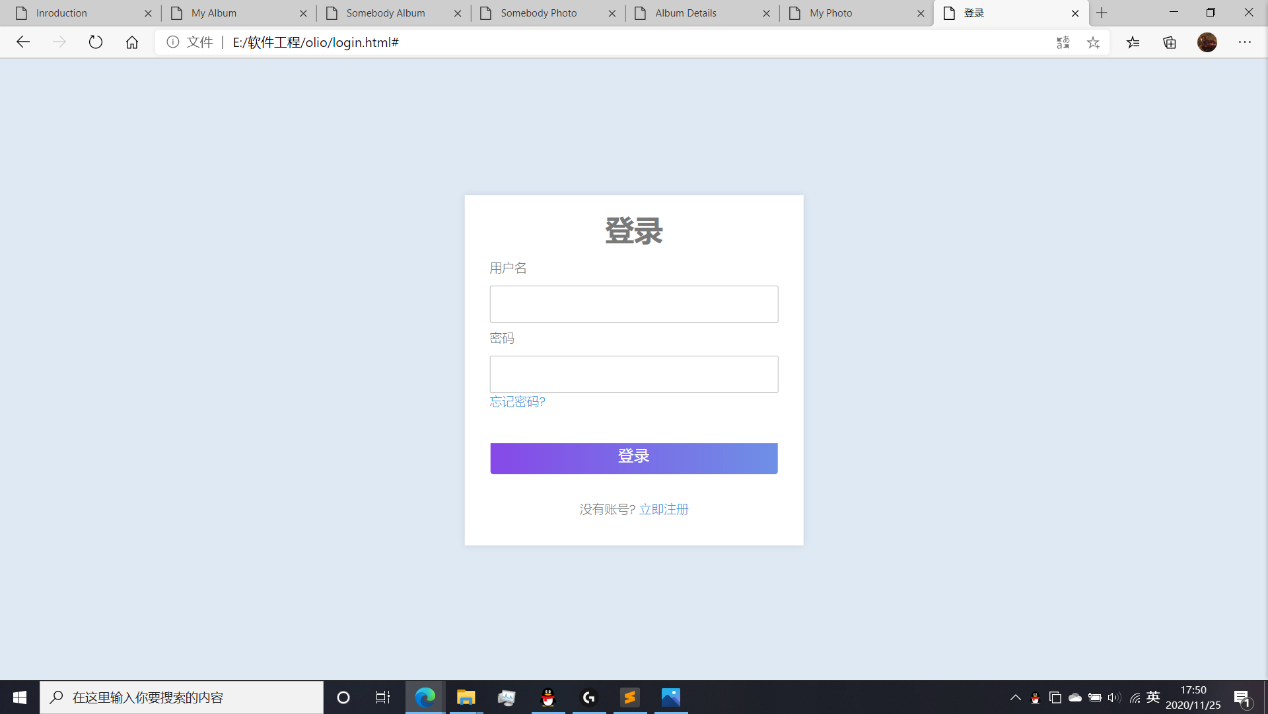 Inroduction
My Album
Somebody Album
Somebody Photo
Album Details
My Photo
登录
文件 | E:/软件工程/olio/login.html#
登录
用户名
密码
忘记密码?
登录
没有账号? 立即注册
在这里输入你要搜索的内容
英
17:50
2020/11/25
1